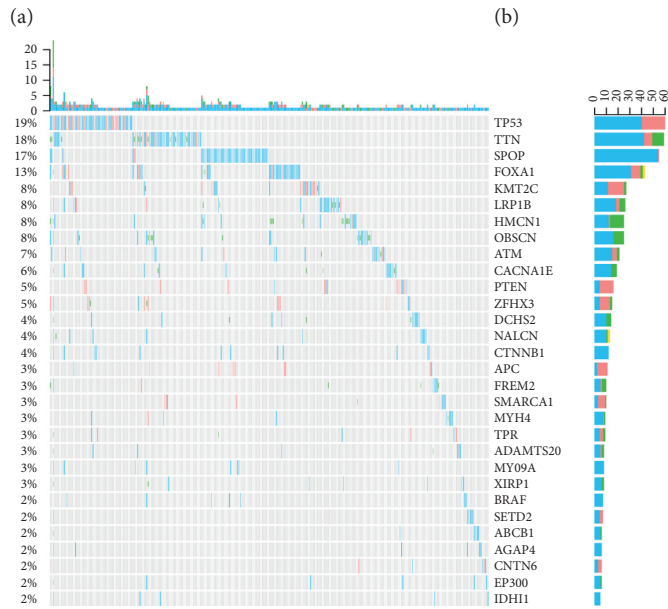 (a)
(b)
20
15
10
5
0
0
10
20
30
40
50
60
19% TP53
18% TTN
17% SPOP
13% FOXA1
8% KMT2C
8% LRP1B
8% HMCN1
8% OBSCN
7% ATM
6% CACNA1E
5% PTEN
5% ZFHX3
4% DCHS2
4% NALCN
4% CTNNB1
3% APC
3% FREM2
3% SMARCA1
3% MYH4
3% TPR
3% ADAMTS20
3% MY09A
3% XIRP1
2% BRAF
2% SETD2
2% ABCB1
2% AGAP4
2% CNTN6
2% EP300
2% IDHI1